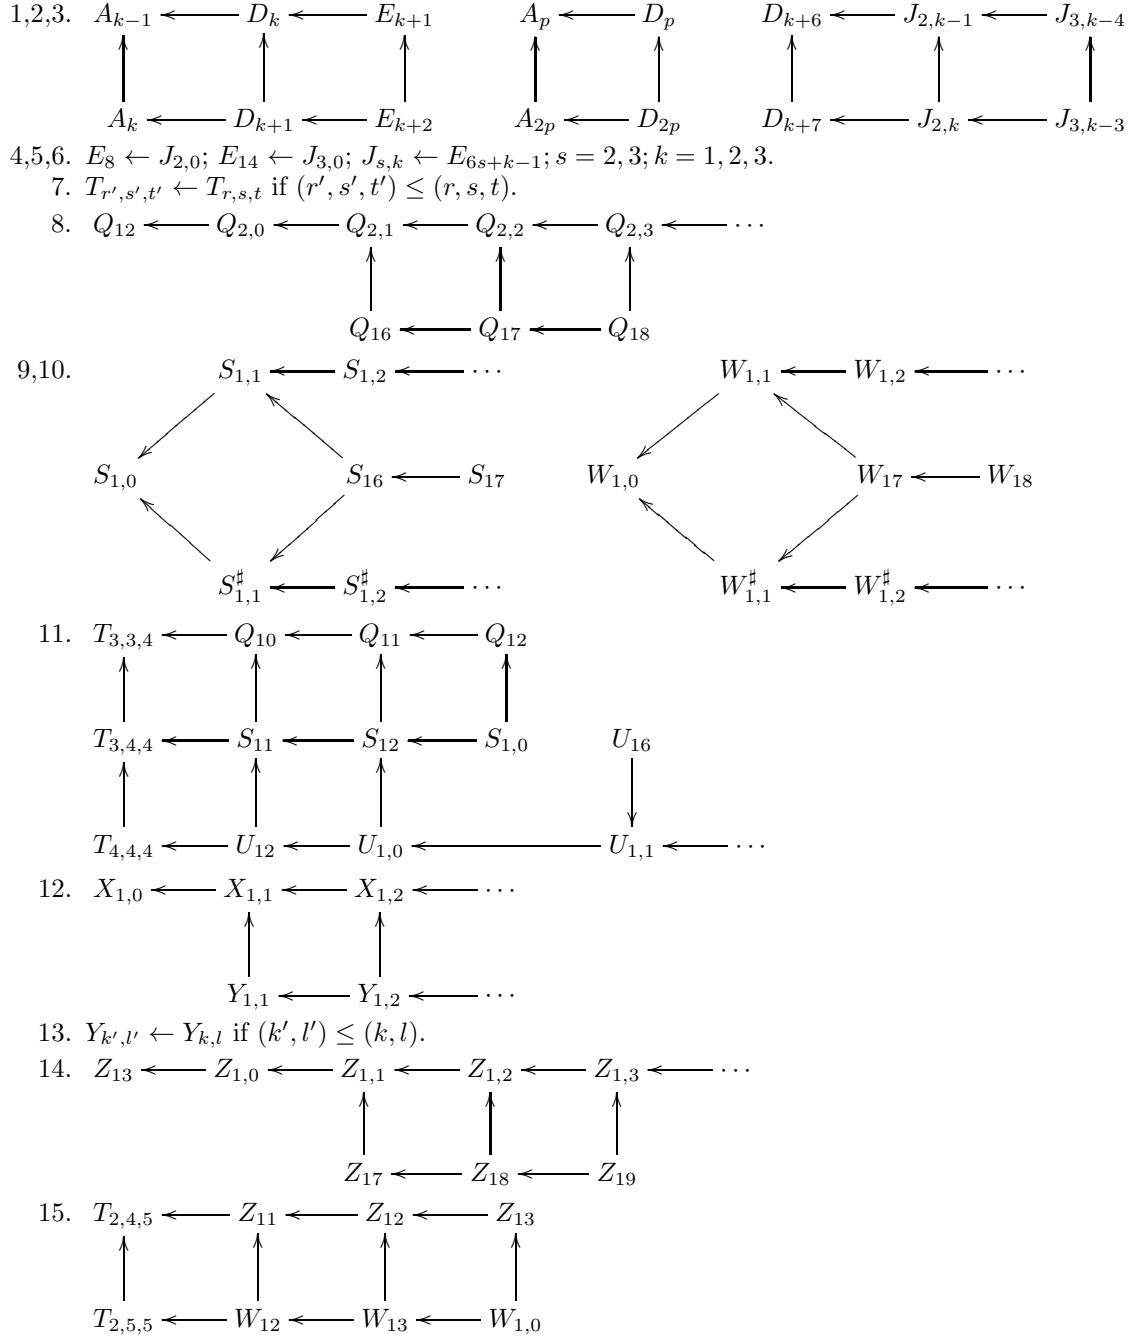 1,2,3. A_{k−1} ← D_k ← E_{k+1} A_p ← D_p D_{k+6} ← J_{2,k−1} ← J_{3,k−4}
A_k ← D_{k+1} ← E_{k+2} A_{2p} ← D_{2p} D_{k+7} ← J_{2,k} ← J_{3,k−3}
4,5,6. E_8 ← J_{2,0}; E_{14} ← J_{3,0}; J_{s,k} ← E_{6s+k−1}; s = 2, 3; k = 1, 2, 3.
7. T_{r′,s′,t′} ← T_{r,s,t} if (r′, s′, t′) ≤ (r, s, t).
8. Q_{12} ← Q_{2,0} ← Q_{2,1} ← Q_{2,2} ← Q_{2,3} ← ⋯
Q_{16} ← Q_{17} ← Q_{18}
9,10. S_{1,1} ← S_{1,2} ← ⋯ W_{1,1} ← W_{1,2} ← ⋯
S_{1,0} S_{16} ← S_{17} W_{1,0} W_{17} ← W_{18}
S^♯_{1,1} ← S^♯_{1,2} ← ⋯ W^♯_{1,1} ← W^♯_{1,2} ← ⋯
11. T_{3,3,4} ← Q_{10} ← Q_{11} ← Q_{12}
T_{3,4,4} ← S_{11} ← S_{12} ← S_{1,0} U_{16}
T_{4,4,4} ← U_{12} ← U_{1,0} ← U_{1,1} ← ⋯
12. X_{1,0} ← X_{1,1} ← X_{1,2} ← ⋯
Y_{1,1} ← Y_{1,2} ← ⋯
13. Y_{k′,l′} ← Y_{k,l} if (k′, l′) ≤ (k, l).
14. Z_{13} ← Z_{1,0} ← Z_{1,1} ← Z_{1,2} ← Z_{1,3} ← ⋯
Z_{17} ← Z_{18} ← Z_{19}
15. T_{2,4,5} ← Z_{11} ← Z_{12} ← Z_{13}
T_{2,5,5} ← W_{12} ← W_{13} ← W_{1,0}